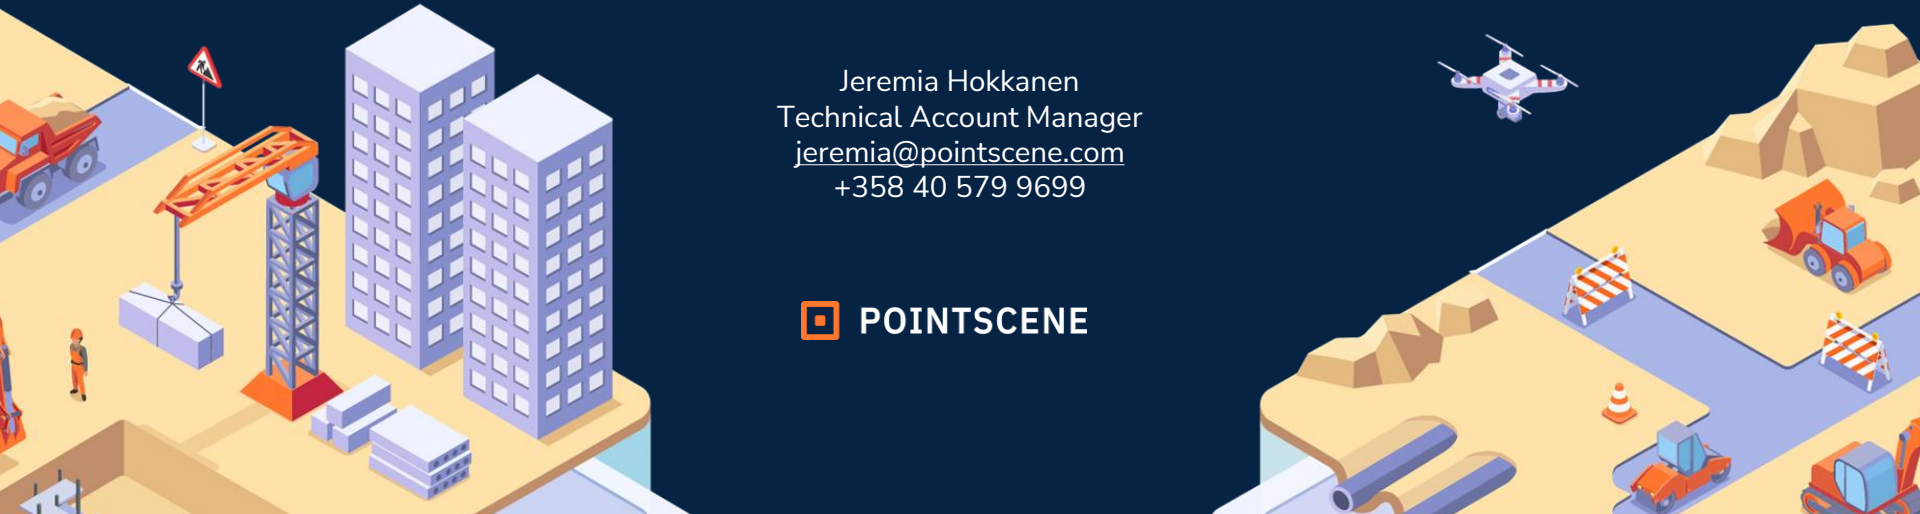 Jeremia Hokkanen
Technical Account Manager
jeremia@pointscene.com
+358 40 579 9699
POINTSCENE